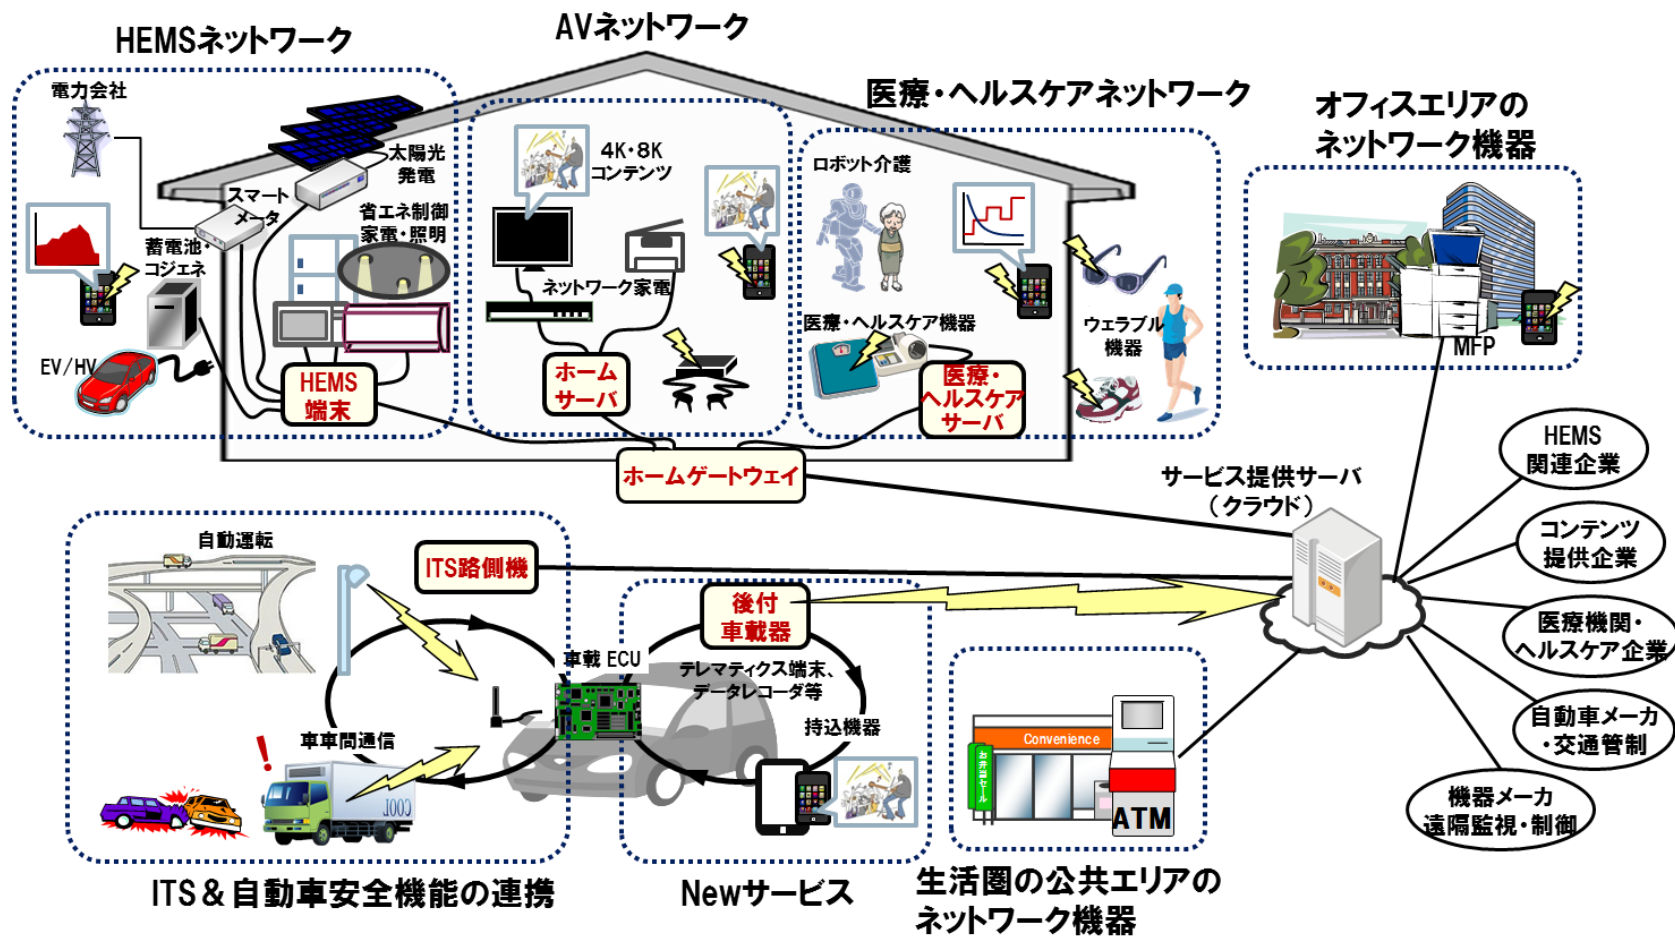 HEMSネットワーク
AVネットワーク
医療・ヘルスケアネットワーク
オフィスエリアの
ネットワーク機器
電力会社
太陽光
発電
スマート
メータ
省エネ制御
家電・照明
蓄電池・
コジェネ
EV/HV
HEMS
端末
4K・8K
コンテンツ
ネットワーク家電
ホーム
サーバ
ロボット介護
医療・ヘルスケア機器
ウェラブル
機器
医療・
ヘルスケア
サーバ
MFP
ホームゲートウェイ
サービス提供サーバ
（クラウド）
HEMS
関連企業
コンテンツ
提供企業
医療機関・
ヘルスケア企業
自動車メーカ
・交通管制
機器メーカ
遠隔監視・制御
自動運転
ITS路側機
後付
車載器
車載 ECU
テレマティクス端末、
データレコーダ等
持込機器
車車間通信
!
COOL
Convenience
お弁当セール
ATM
ITS＆自動車安全機能の連携
Newサービス
生活圏の公共エリアの
ネットワーク機器